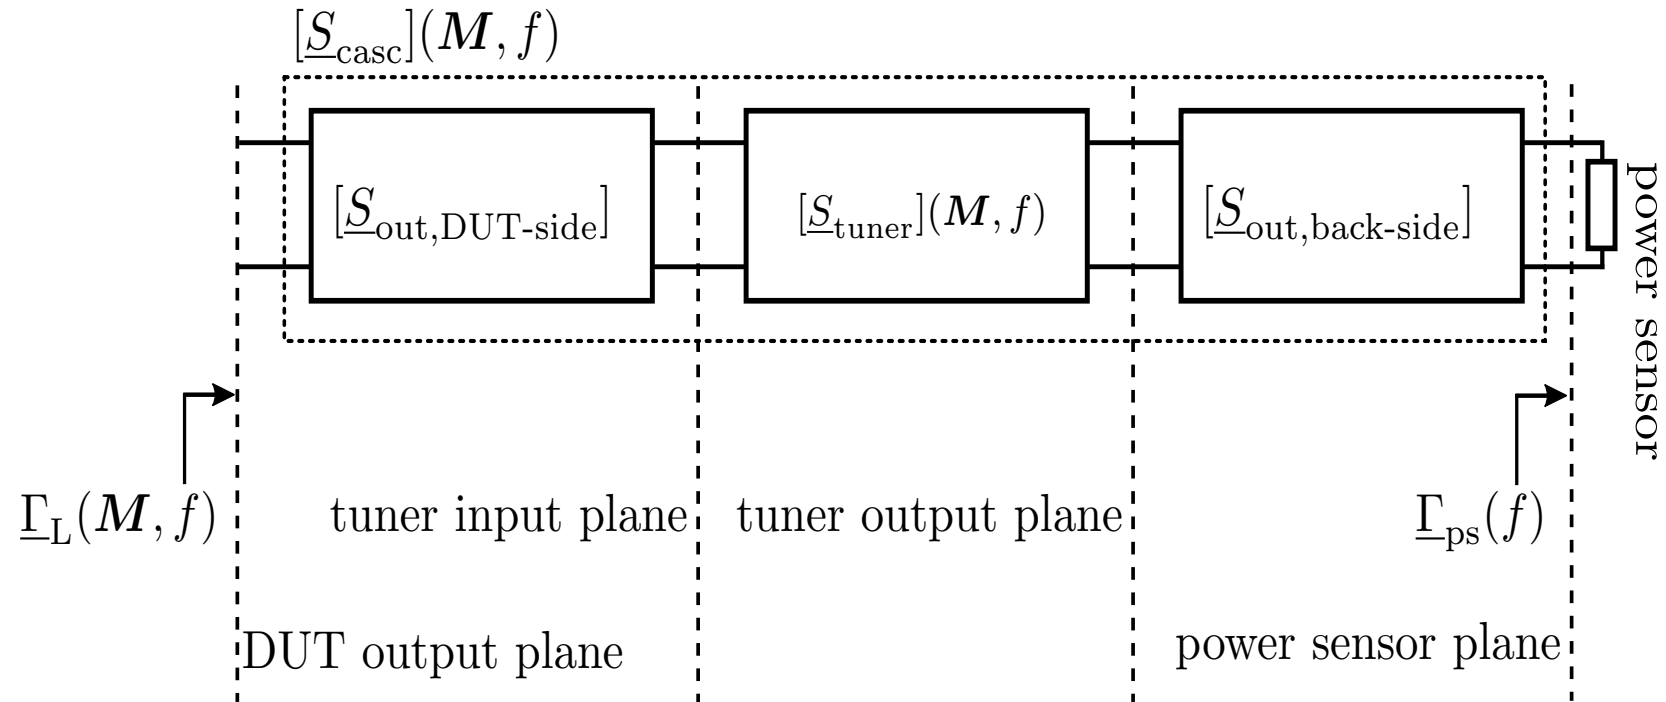 [S_casc](M, f)
[S_out,DUT-side]
[S_tuner](M, f)
[S_out,back-side]
power sensor
Γ_L(M, f)
tuner input plane
tuner output plane
Γ_ps(f)
DUT output plane
power sensor plane